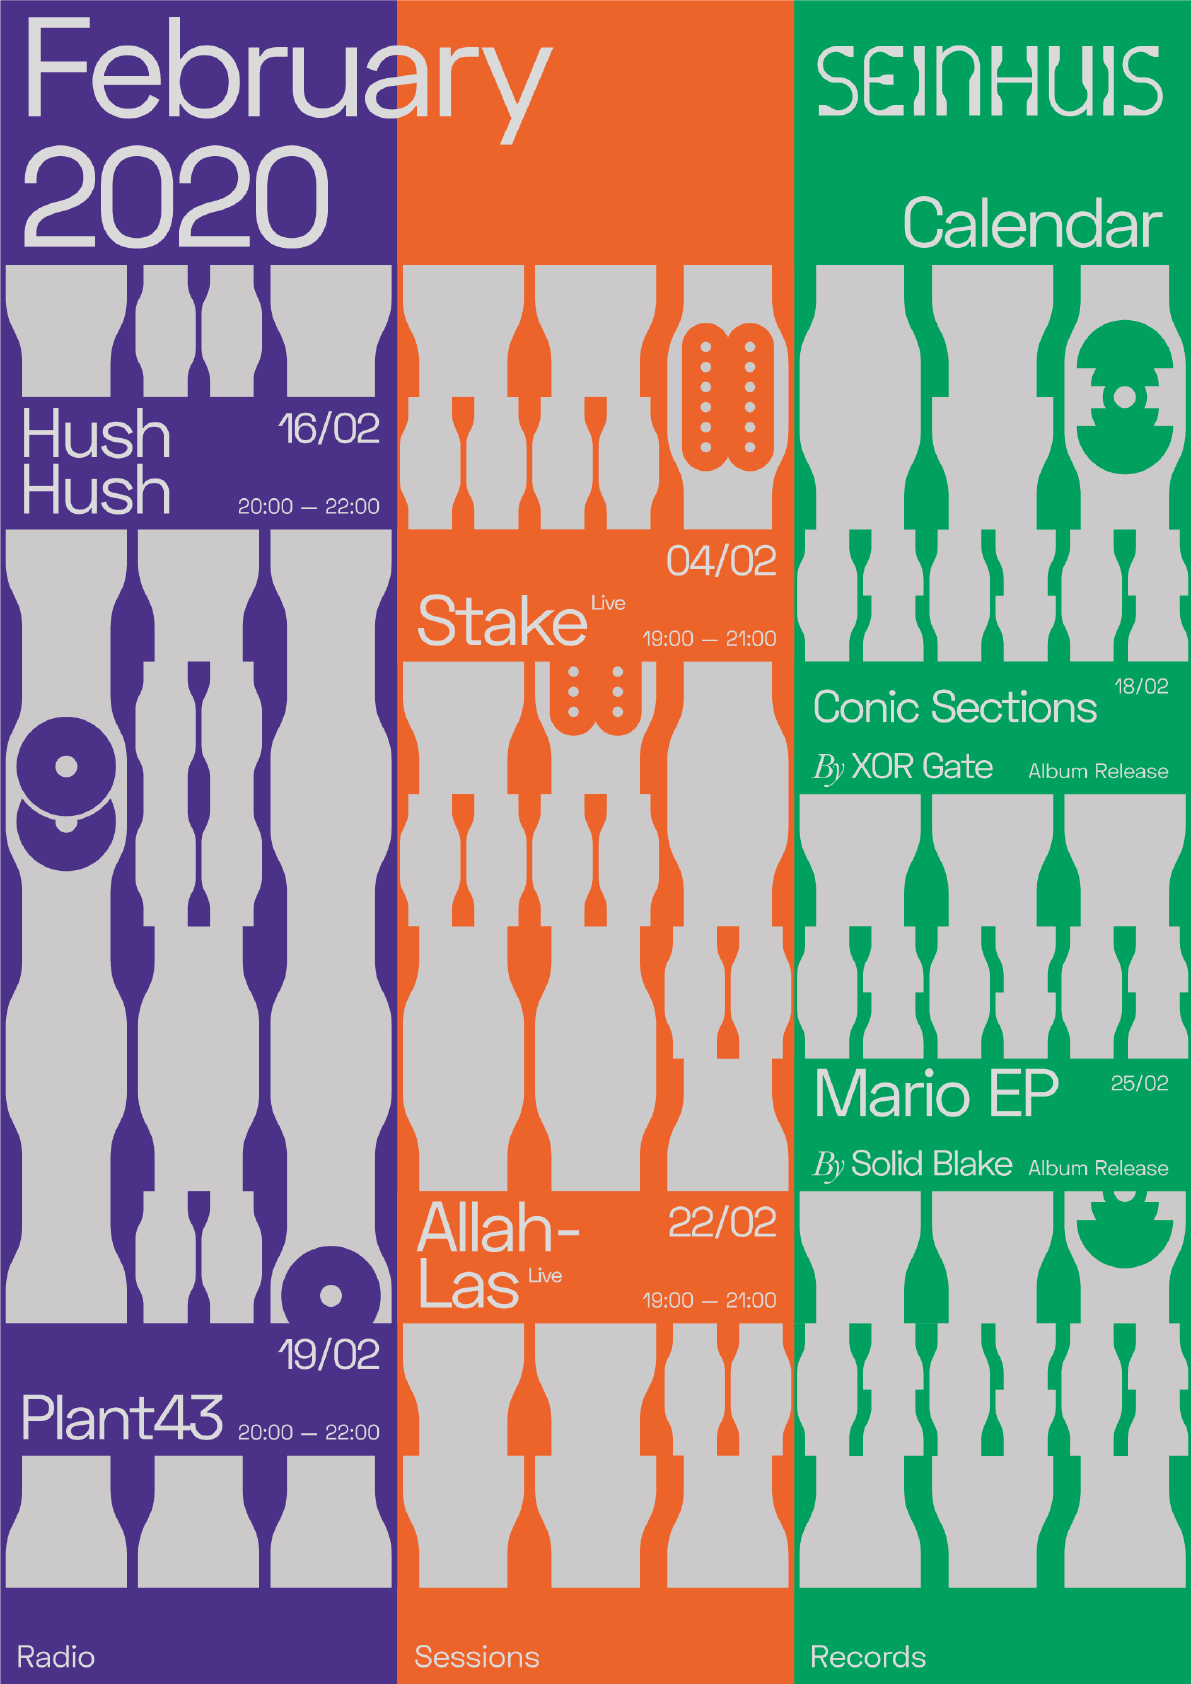 February
2020
SEINHUIS
Calendar
Hush
Hush
16/02
20:00 — 22:00
19/02
Plant43
20:00 — 22:00
Radio
04/02
Stake Live
19:00 — 21:00
Allah-
Las Live
22/02
19:00 — 21:00
Sessions
18/02
Conic Sections
By XOR Gate
Album Release
Mario EP
25/02
By Solid Blake
Album Release
Records